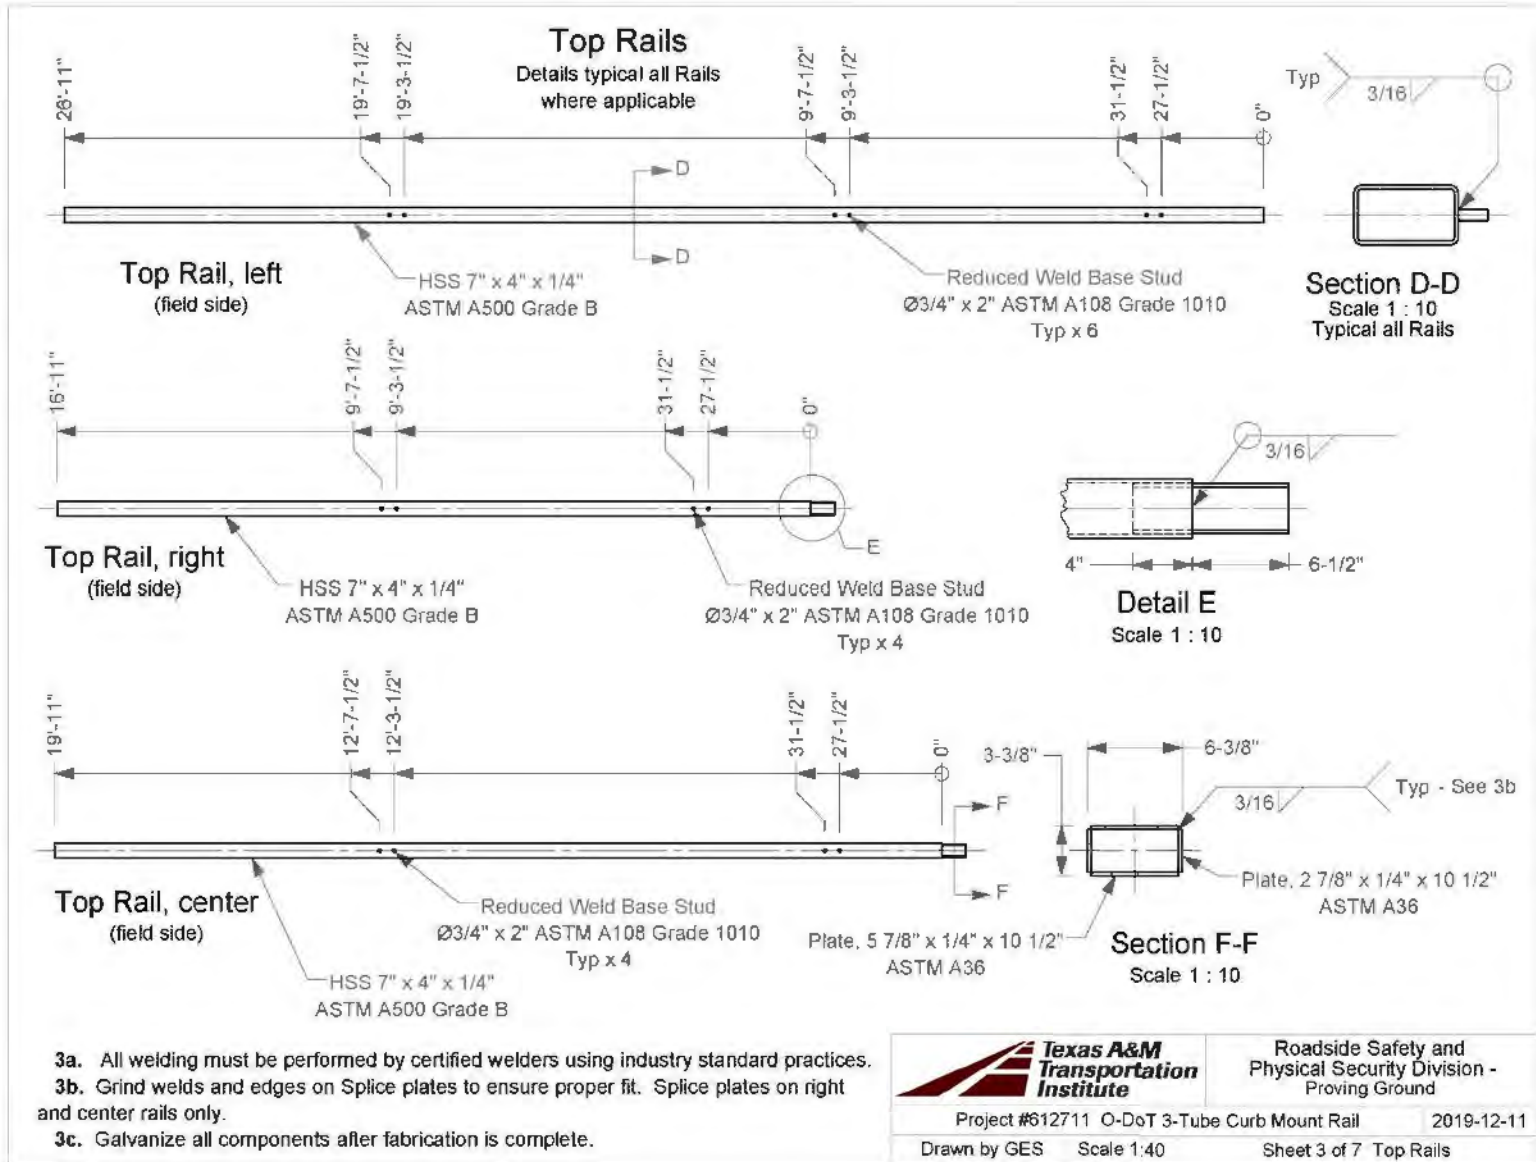 Top Rails
Details typical all Rails
where applicable
26'-11"
19'-7-1/2"
19'-3-1/2"
9'-7-1/2"
9'-3-1/2"
31-1/2"
27-1/2"
0"
Typ
3/16
D
D
Top Rail, left
(field side)
HSS 7" x 4" x 1/4"
ASTM A500 Grade B
Reduced Weld Base Stud
Ø3/4" x 2" ASTM A108 Grade 1010
Typ x 6
Section D-D
Scale 1 : 10
Typical all Rails
16'-11"
9'-7-1/2"
9'-3-1/2"
31-1/2"
27-1/2"
0"
3/16
E
Top Rail, right
(field side)
HSS 7" x 4" x 1/4"
ASTM A500 Grade B
Reduced Weld Base Stud
Ø3/4" x 2" ASTM A108 Grade 1010
Typ x 4
4"
6-1/2"
Detail E
Scale 1 : 10
19'-11"
12'-7-1/2"
12'-3-1/2"
31-1/2"
27-1/2"
0"
F
F
3-3/8"
6-3/8"
3/16
Typ - See 3b
Top Rail, center
(field side)
Reduced Weld Base Stud
Ø3/4" x 2" ASTM A108 Grade 1010
Typ x 4
HSS 7" x 4" x 1/4"
ASTM A500 Grade B
Plate, 2 7/8" x 1/4" x 10 1/2"
ASTM A36
Plate, 5 7/8" x 1/4" x 10 1/2"
ASTM A36
Section F-F
Scale 1 : 10
3a. All welding must be performed by certified welders using industry standard practices.
3b. Grind welds and edges on Splice plates to ensure proper fit. Splice plates on right
and center rails only.
3c. Galvanize all components after fabrication is complete.
Texas A&M
Transportation
Institute
Roadside Safety and
Physical Security Division -
Proving Ground
Project #612711 O-DoT 3-Tube Curb Mount Rail 2019-12-11
Drawn by GES Scale 1:40 Sheet 3 of 7 Top Rails